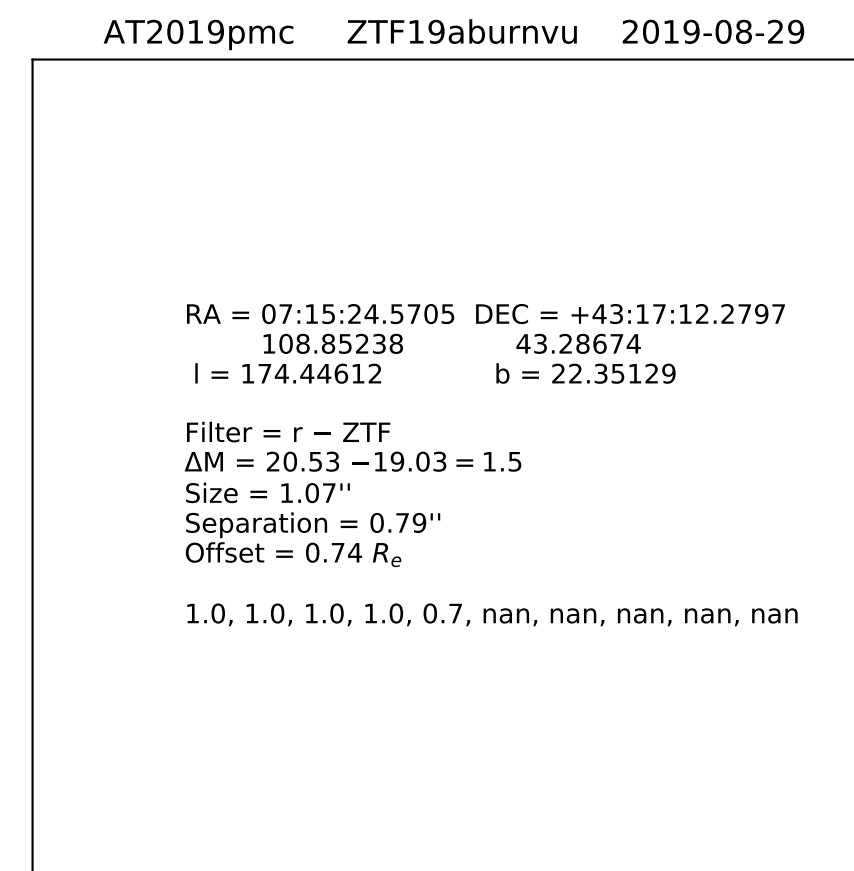 AT2019pmc ZTF19aburnvu 2019-08-29
RA = 07:15:24.5705 DEC = +43:17:12.2797
108.85238 43.28674
l = 174.44612 b = 22.35129
Filter = r − ZTF
ΔM = 20.53 −19.03 = 1.5
Size = 1.07''
Separation = 0.79''
Offset = 0.74 Re
1.0, 1.0, 1.0, 1.0, 0.7, nan, nan, nan, nan, nan